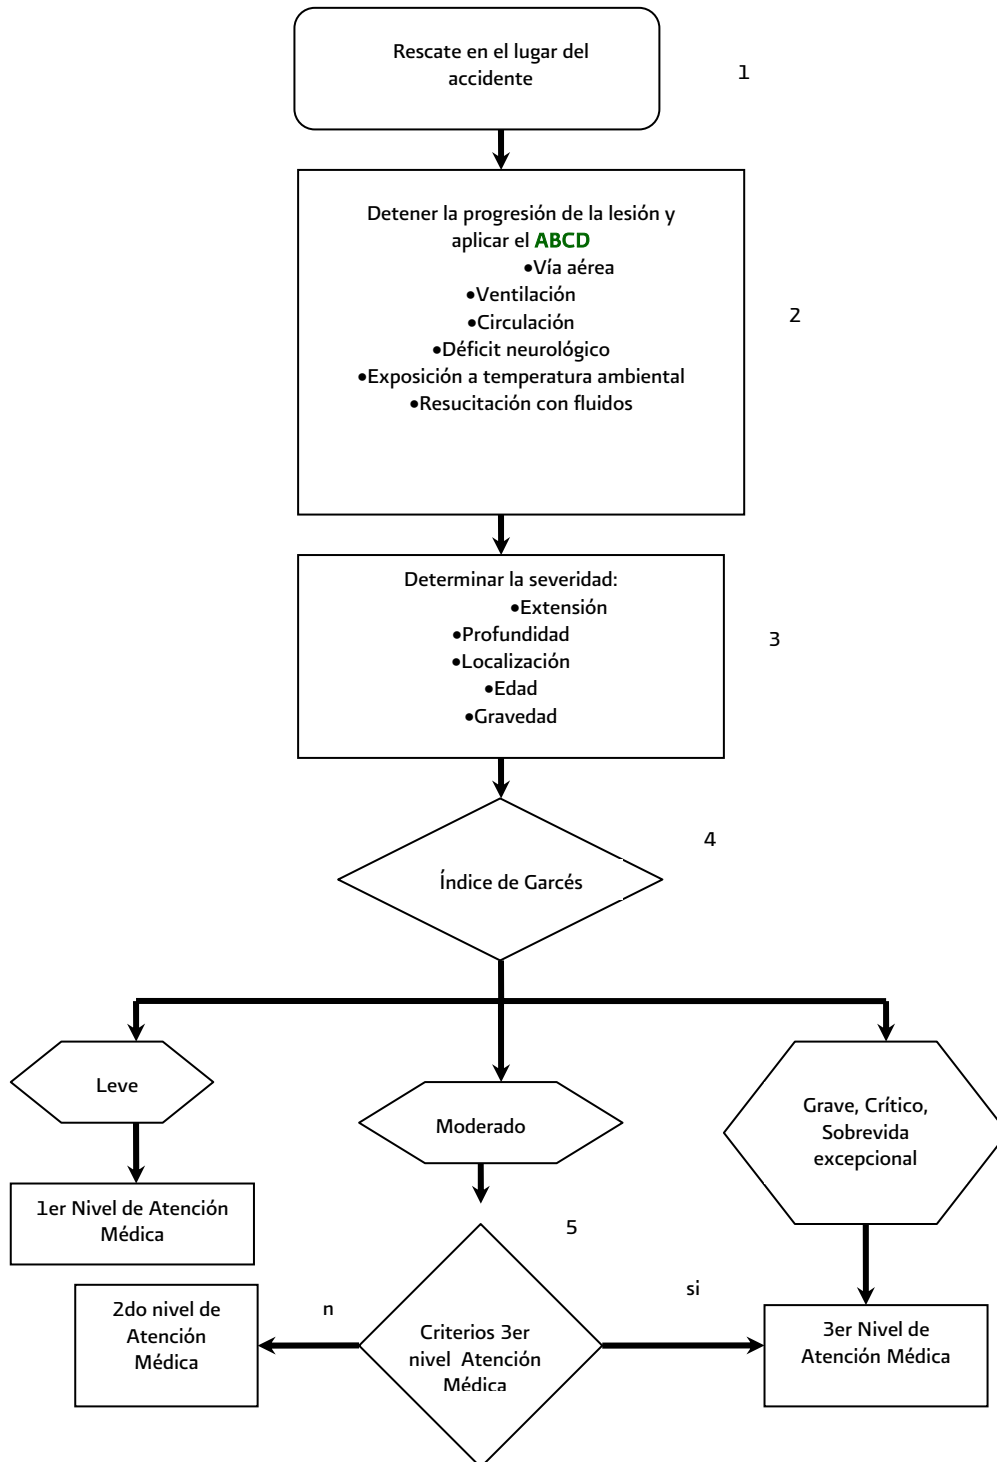 Rescate en el lugar del
accidente
1
Detener la progresión de la lesión y
aplicar el ABCD
•Vía aérea
•Ventilación
•Circulación
•Déficit neurológico
•Exposición a temperatura ambiental
•Resucitación con fluidos
2
Determinar la severidad:
•Extensión
•Profundidad
•Localización
•Edad
•Gravedad
3
4
Índice de Garcés
Leve
Moderado
Grave, Crítico,
Sobrevida
excepcional
1er Nivel de Atención
Médica
5
2do nivel de
Atención
Médica
n
Criterios 3er
nivel Atención
Médica
si
3er Nivel de
Atención Médica